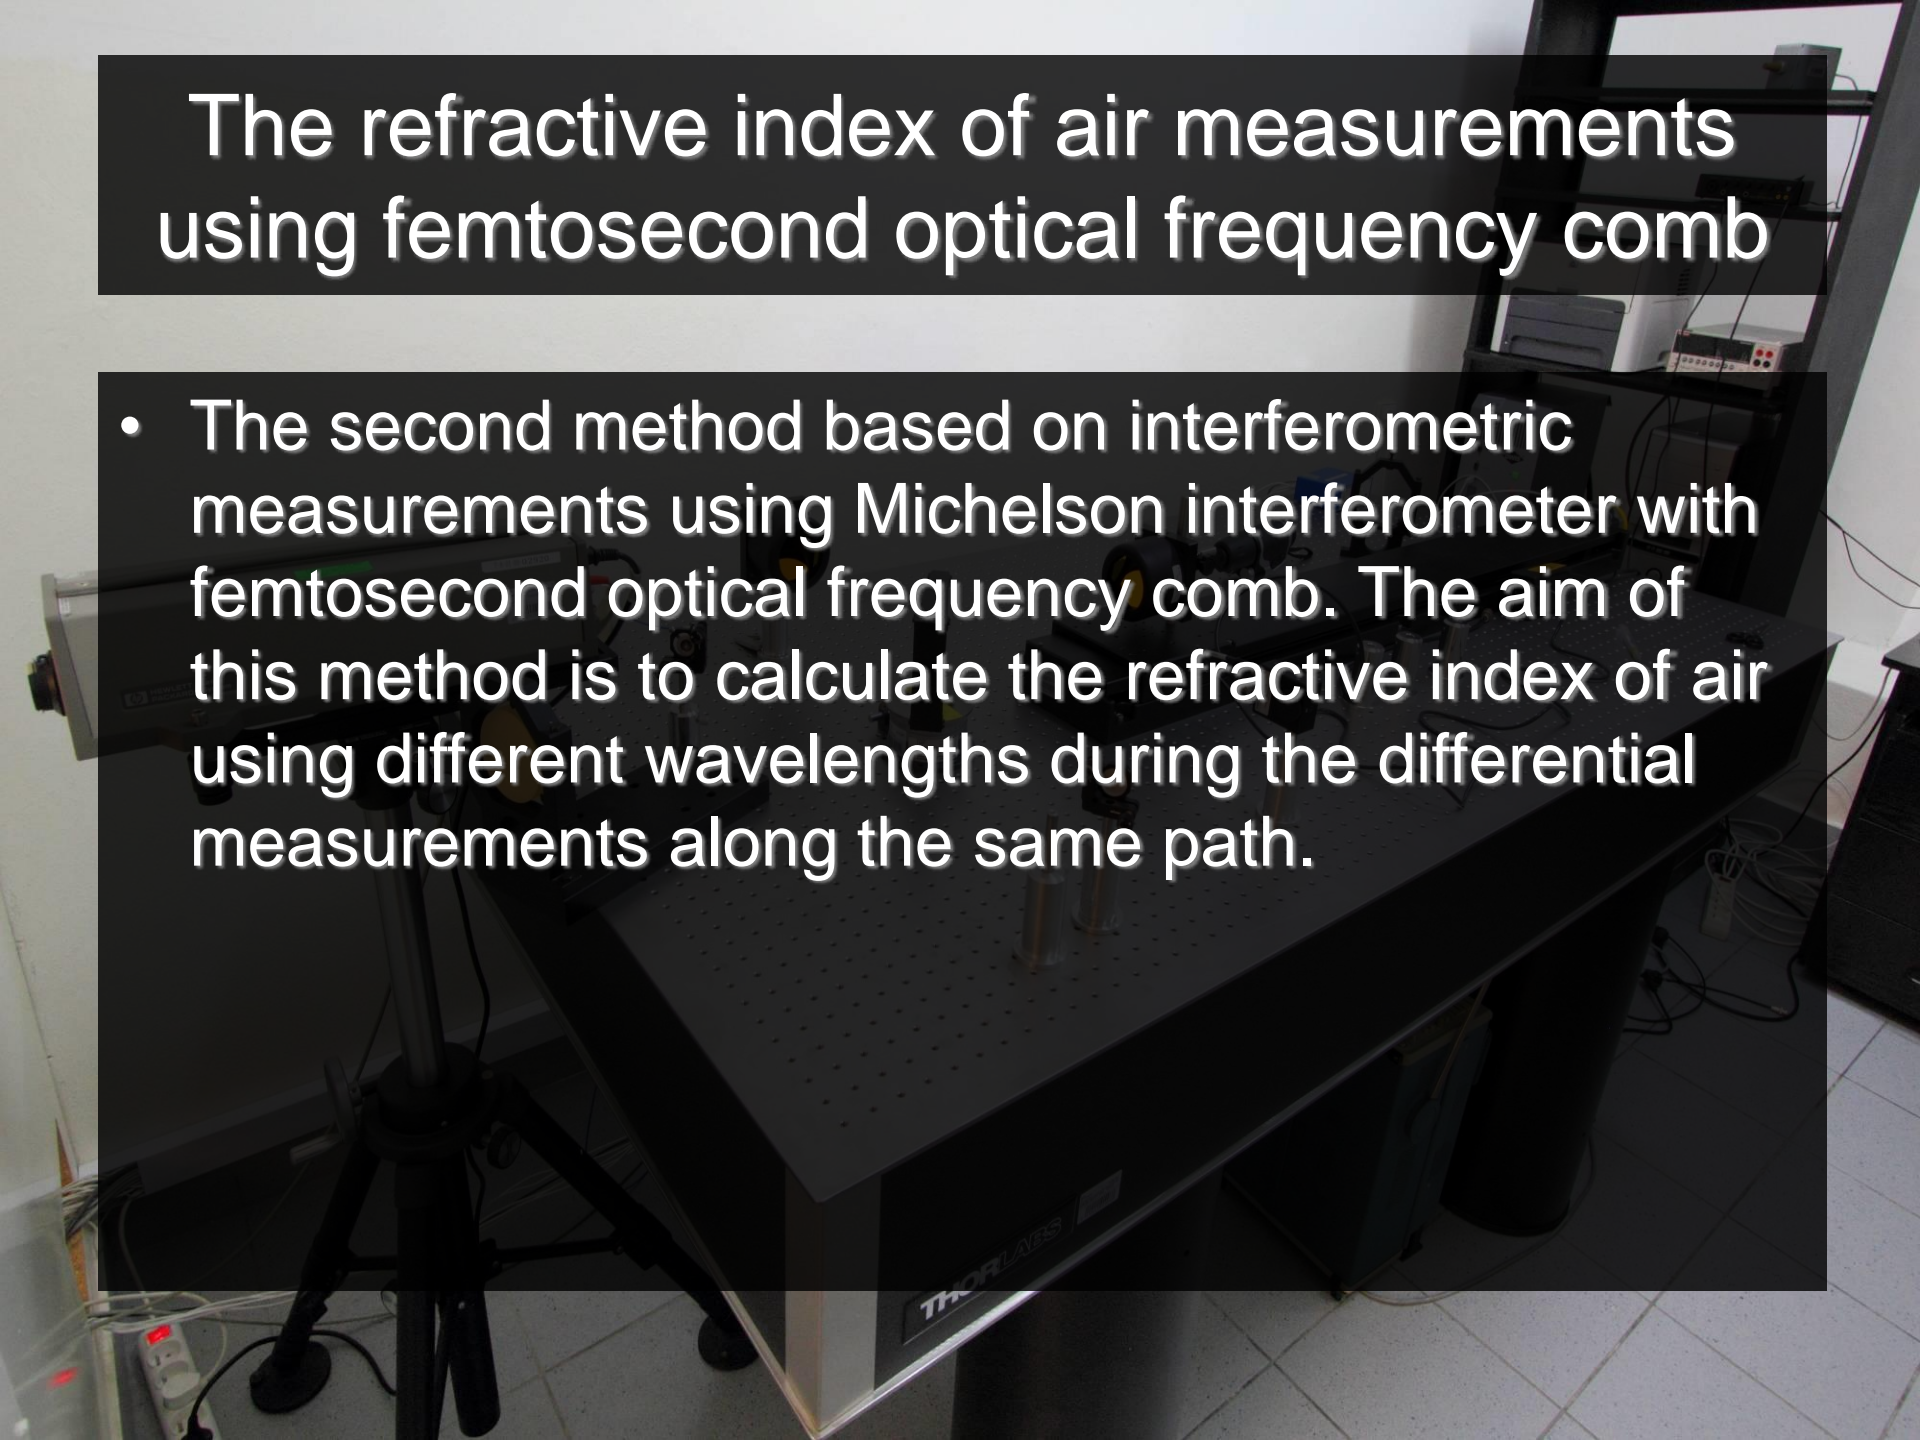 The refractive index of air measurements
using femtosecond optical frequency comb
• The second method based on interferometric
measurements using Michelson interferometer with
femtosecond optical frequency comb. The aim of
this method is to calculate the refractive index of air
using different wavelengths during the differential
measurements along the same path.
THORLABS